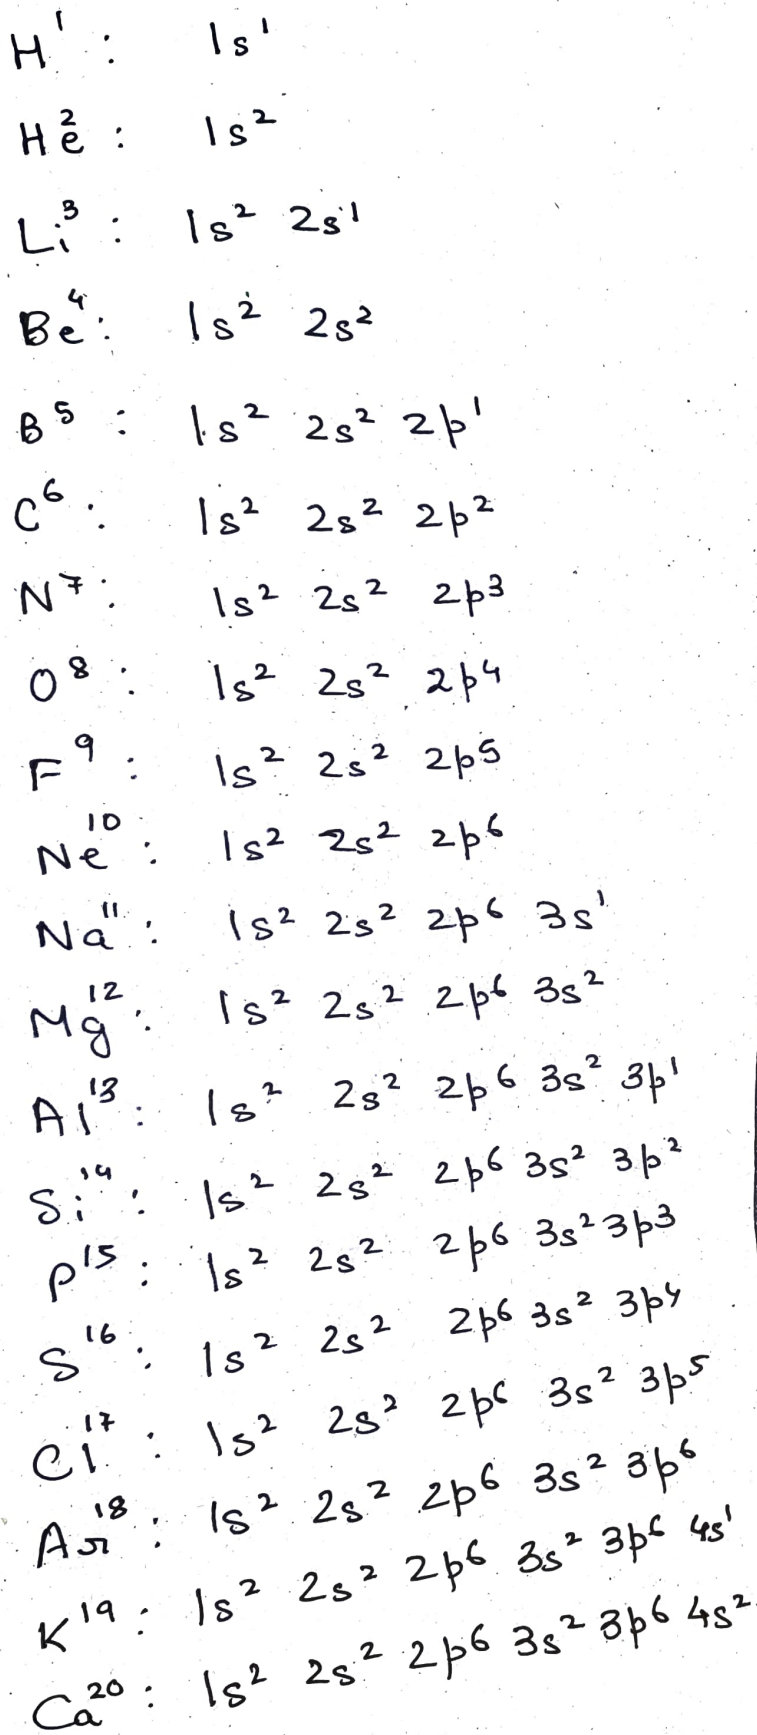 H¹ : 1s¹
He² : 1s²
Li³ : 1s² 2s¹
Be⁴ : 1s² 2s²
B⁵ : 1s² 2s² 2p¹
C⁶ : 1s² 2s² 2p²
N⁷ : 1s² 2s² 2p³
O⁸ : 1s² 2s² 2p⁴
F⁹ : 1s² 2s² 2p⁵
Ne¹⁰ : 1s² 2s² 2p⁶
Na¹¹ : 1s² 2s² 2p⁶ 3s¹
Mg¹² : 1s² 2s² 2p⁶ 3s²
Al¹³ : 1s² 2s² 2p⁶ 3s² 3p¹
Si¹⁴ : 1s² 2s² 2p⁶ 3s² 3p²
P¹⁵ : 1s² 2s² 2p⁶ 3s² 3p³
S¹⁶ : 1s² 2s² 2p⁶ 3s² 3p⁴
Cl¹⁷ : 1s² 2s² 2p⁶ 3s² 3p⁵
Ar¹⁸ : 1s² 2s² 2p⁶ 3s² 3p⁶
K¹⁹ : 1s² 2s² 2p⁶ 3s² 3p⁶ 4s¹
Ca²⁰ : 1s² 2s² 2p⁶ 3s² 3p⁶ 4s²